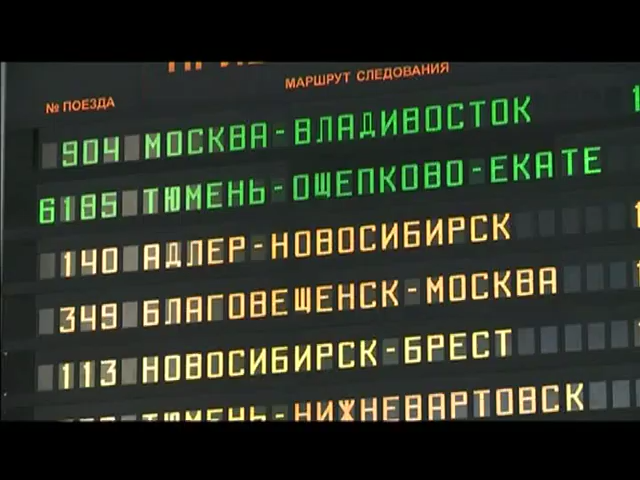 № ПОЕЗДА МАРШРУТ СЛЕДОВАНИЯ
904 МОСКВА-ВЛАДИВОСТОК
6185 ТЮМЕНЬ-ОЩЕПКОВО-ЕКАТЕ
140 АДЛЕР-НОВОСИБИРСК
349 БЛАГОВЕЩЕНСК-МОСКВА
113 НОВОСИБИРСК-БРЕСТ
ТЮМЕНЬ-НИЖНЕВАРТОВСК